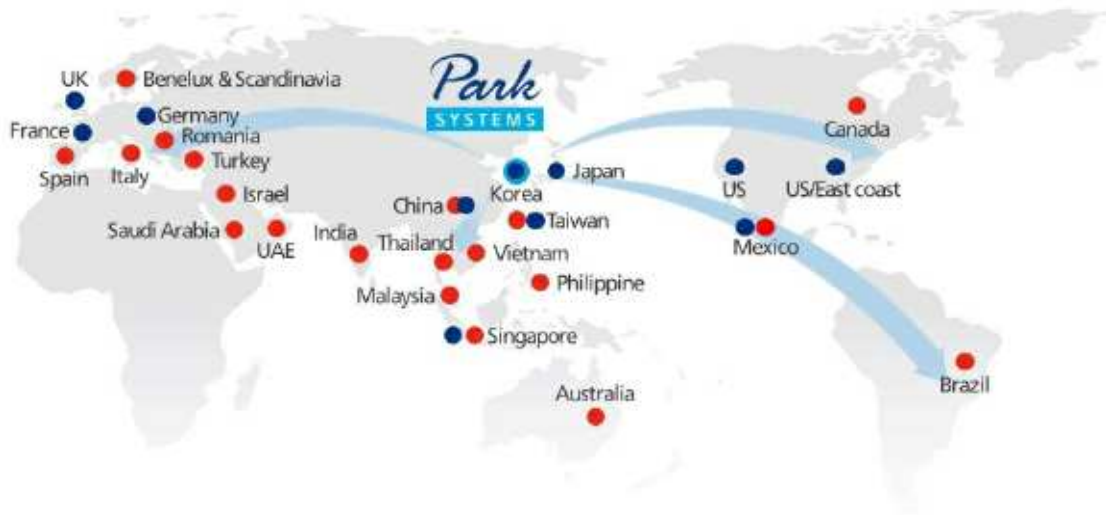 Park
SYSTEMS
UK
Benelux & Scandinavia
Germany
France
Romania
Spain
Italy
Turkey
Israel
Saudi Arabia
UAE
India
China
Korea
Japan
Taiwan
Thailand
Vietnam
Malaysia
Philippine
Singapore
Australia
Canada
US
US/East coast
Mexico
Brazil